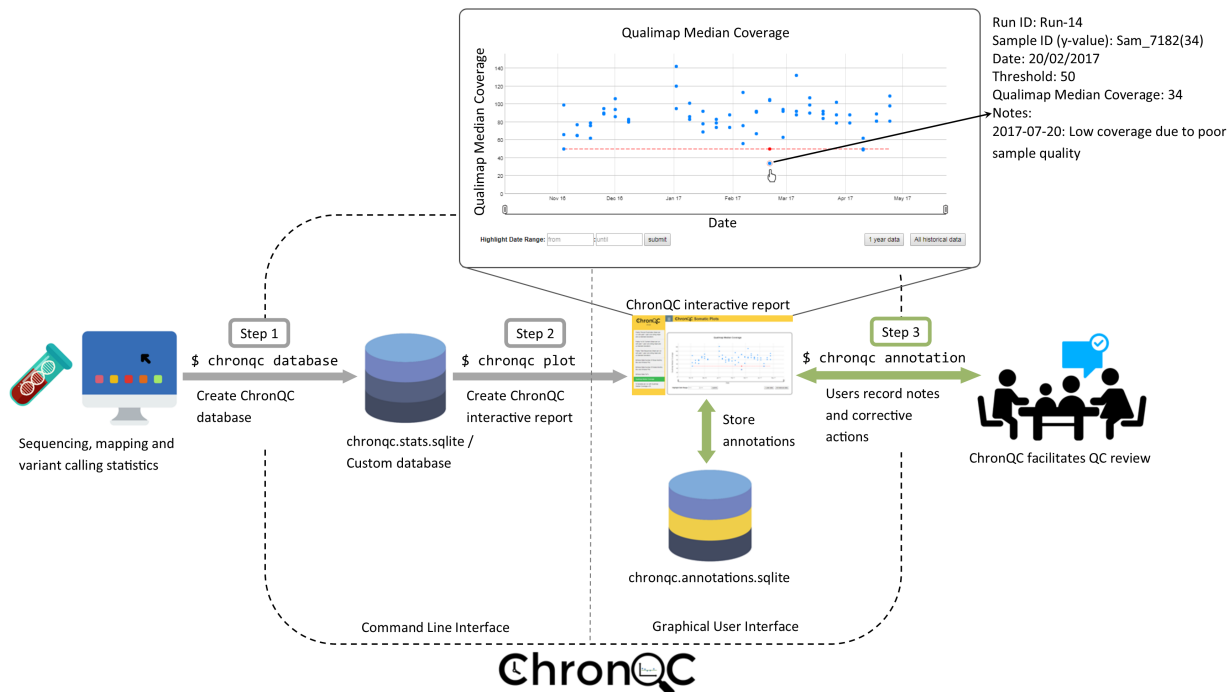 Qualimap Median Coverage
Qualimap Median Coverage
140
120
100
80
60
40
20
0
Nov 16
Dec 16
Jan 17
Feb 17
Mar 17
Apr 17
May 17
Date
Highlight Date Range:
from
until
submit
1 year data
All historical data
Run ID: Run-14
Sample ID (y-value): Sam_7182(34)
Date: 20/02/2017
Threshold: 50
Qualimap Median Coverage: 34
Notes:
2017-07-20: Low coverage due to poor
sample quality
Sequencing, mapping and
variant calling statistics
Step 1
$ chronqc database
Create ChronQC
database
chronqc.stats.sqlite /
Custom database
Step 2
$ chronqc plot
Create ChronQC
interactive report
ChronQC interactive report
ChronQC
Store
annotations
chronqc.annotations.sqlite
Step 3
$ chronqc annotation
Users record notes
and corrective
actions
ChronQC facilitates QC review
Command Line Interface
Graphical User Interface
ChronQC